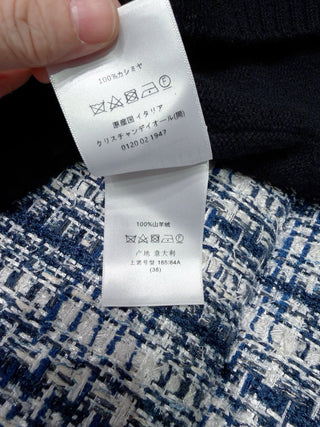 100%カシミヤ
原産国イタリア
クリスチャンディオール(間)
0120 02 1947
100%山羊绒
产地 意大利
上衣号型 165/84A
(36)